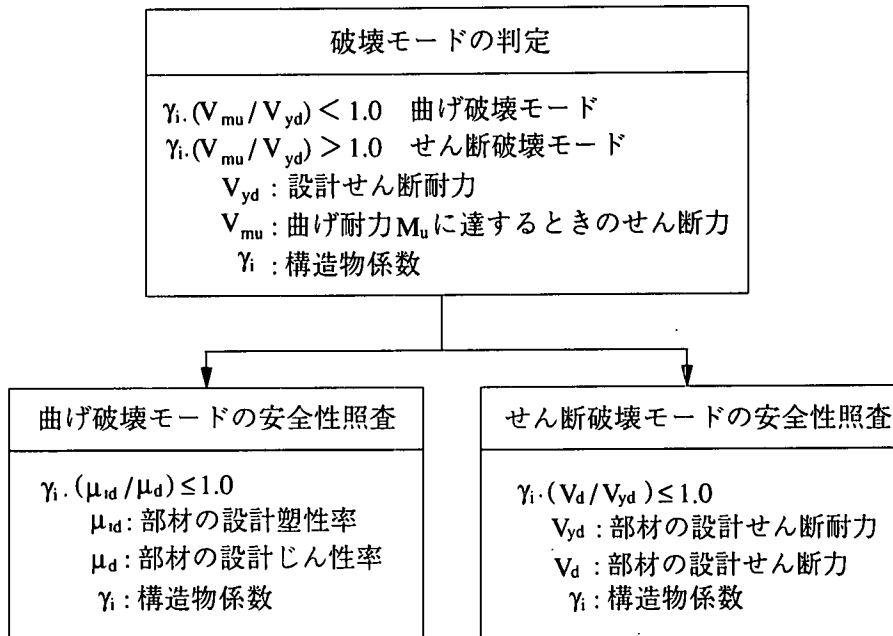 破壊モードの判定
γi.(Vmu/Vyd)<1.0 曲げ破壊モード
γi.(Vmu/Vyd)>1.0 せん断破壊モード
Vyd:設計せん断耐力
Vmu:曲げ耐力Muに達するときのせん断力
γi:構造物係数
曲げ破壊モードの安全性照査
γi.(μId/μd)≤1.0
μId:部材の設計塑性率
μd:部材の設計じん性率
γi:構造物係数
せん断破壊モードの安全性照査
γi·(Vd/Vyd)≤1.0
Vyd:部材の設計せん断耐力
Vd:部材の設計せん断力
γi:構造物係数